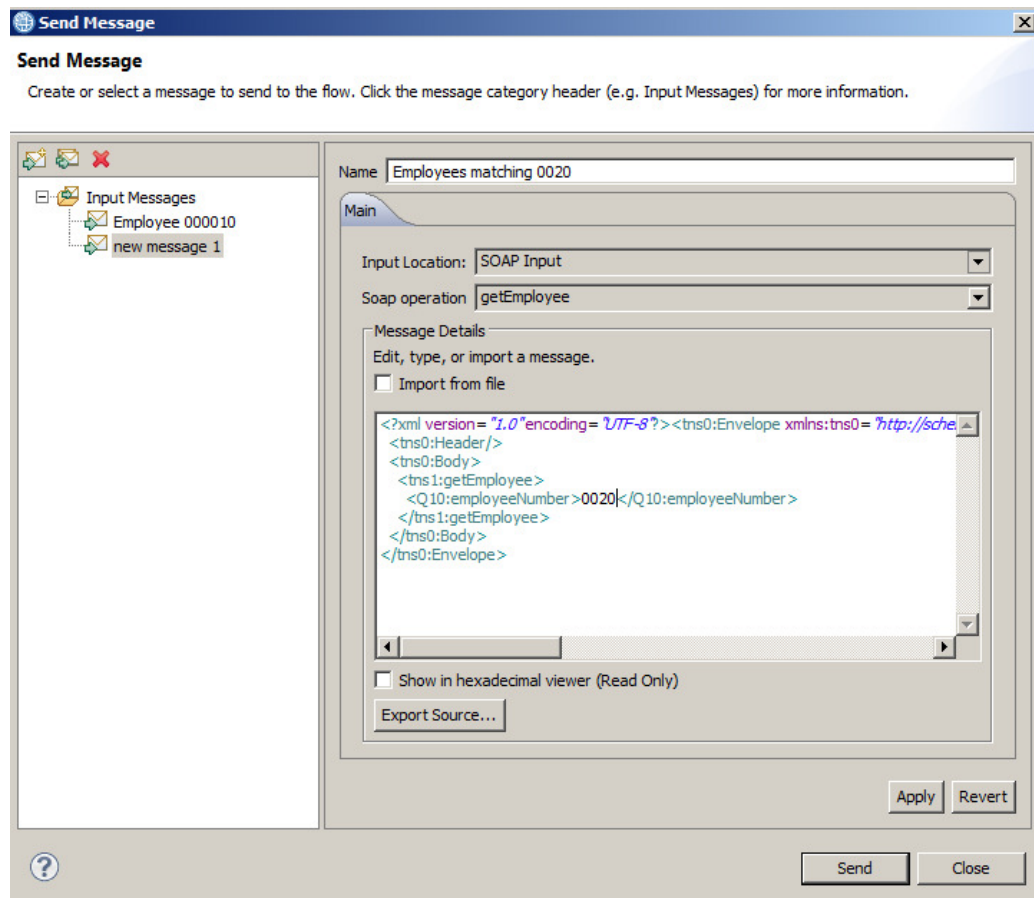 Send Message
Send Message
Create or select a message to send to the flow. Click the message category header (e.g. Input Messages) for more information.
Input Messages
Employee 000010
new message 1
Name Employees matching 0020
Main
Input Location: SOAP Input
Soap operation getEmployee
Message Details
Edit, type, or import a message.
Import from file
<?xml version="1.0"encoding="UTF-8"?><tns0:Envelope xmlns:tns0="http://sche
<tns0:Header/>
<tns0:Body>
<tns1:getEmployee>
<Q10:employeeNumber>0020</Q10:employeeNumber>
</tns1:getEmployee>
</tns0:Body>
</tns0:Envelope>
Show in hexadecimal viewer (Read Only)
Export Source...
Apply Revert
? Send Close